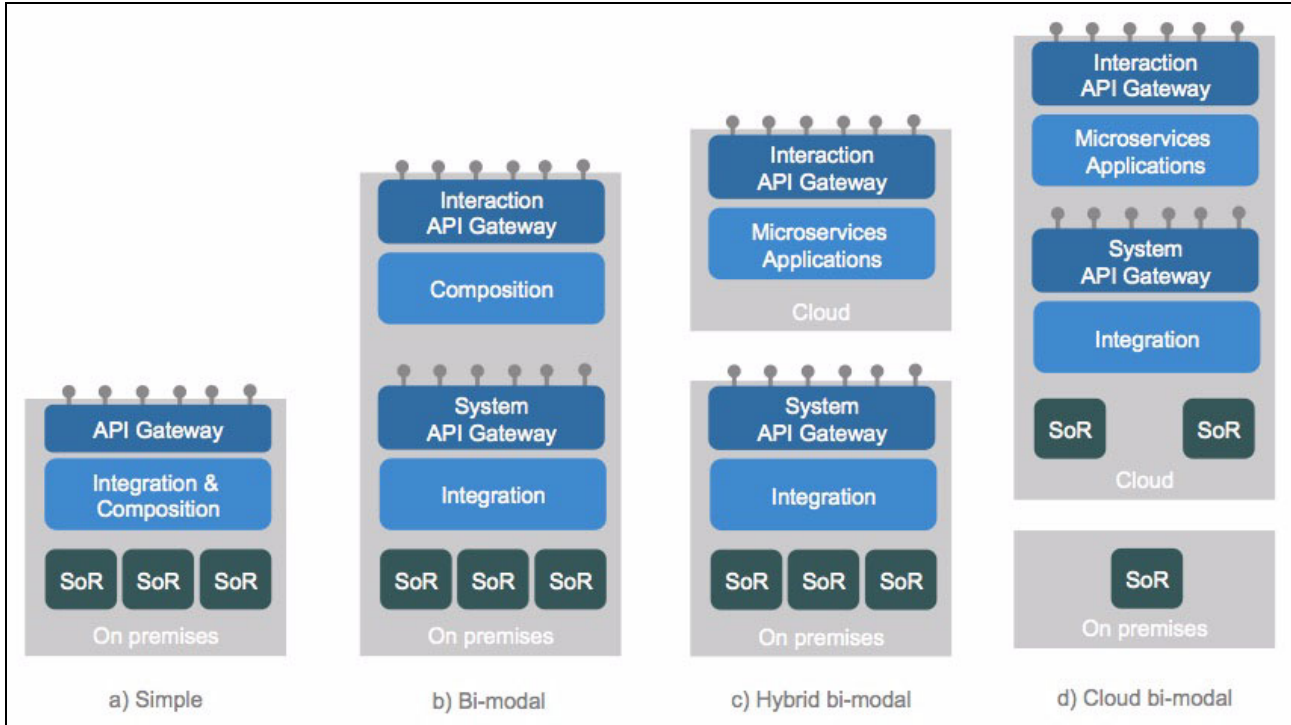 API Gateway
Integration &
Composition
SoR
SoR
SoR
On premises
a) Simple
Interaction
API Gateway
Composition
System
API Gateway
Integration
SoR
SoR
SoR
On premises
b) Bi-modal
Interaction
API Gateway
Microservices
Applications
Cloud
System
API Gateway
Integration
SoR
SoR
SoR
On premises
c) Hybrid bi-modal
Interaction
API Gateway
Microservices
Applications
System
API Gateway
Integration
SoR
SoR
Cloud
SoR
On premises
d) Cloud bi-modal